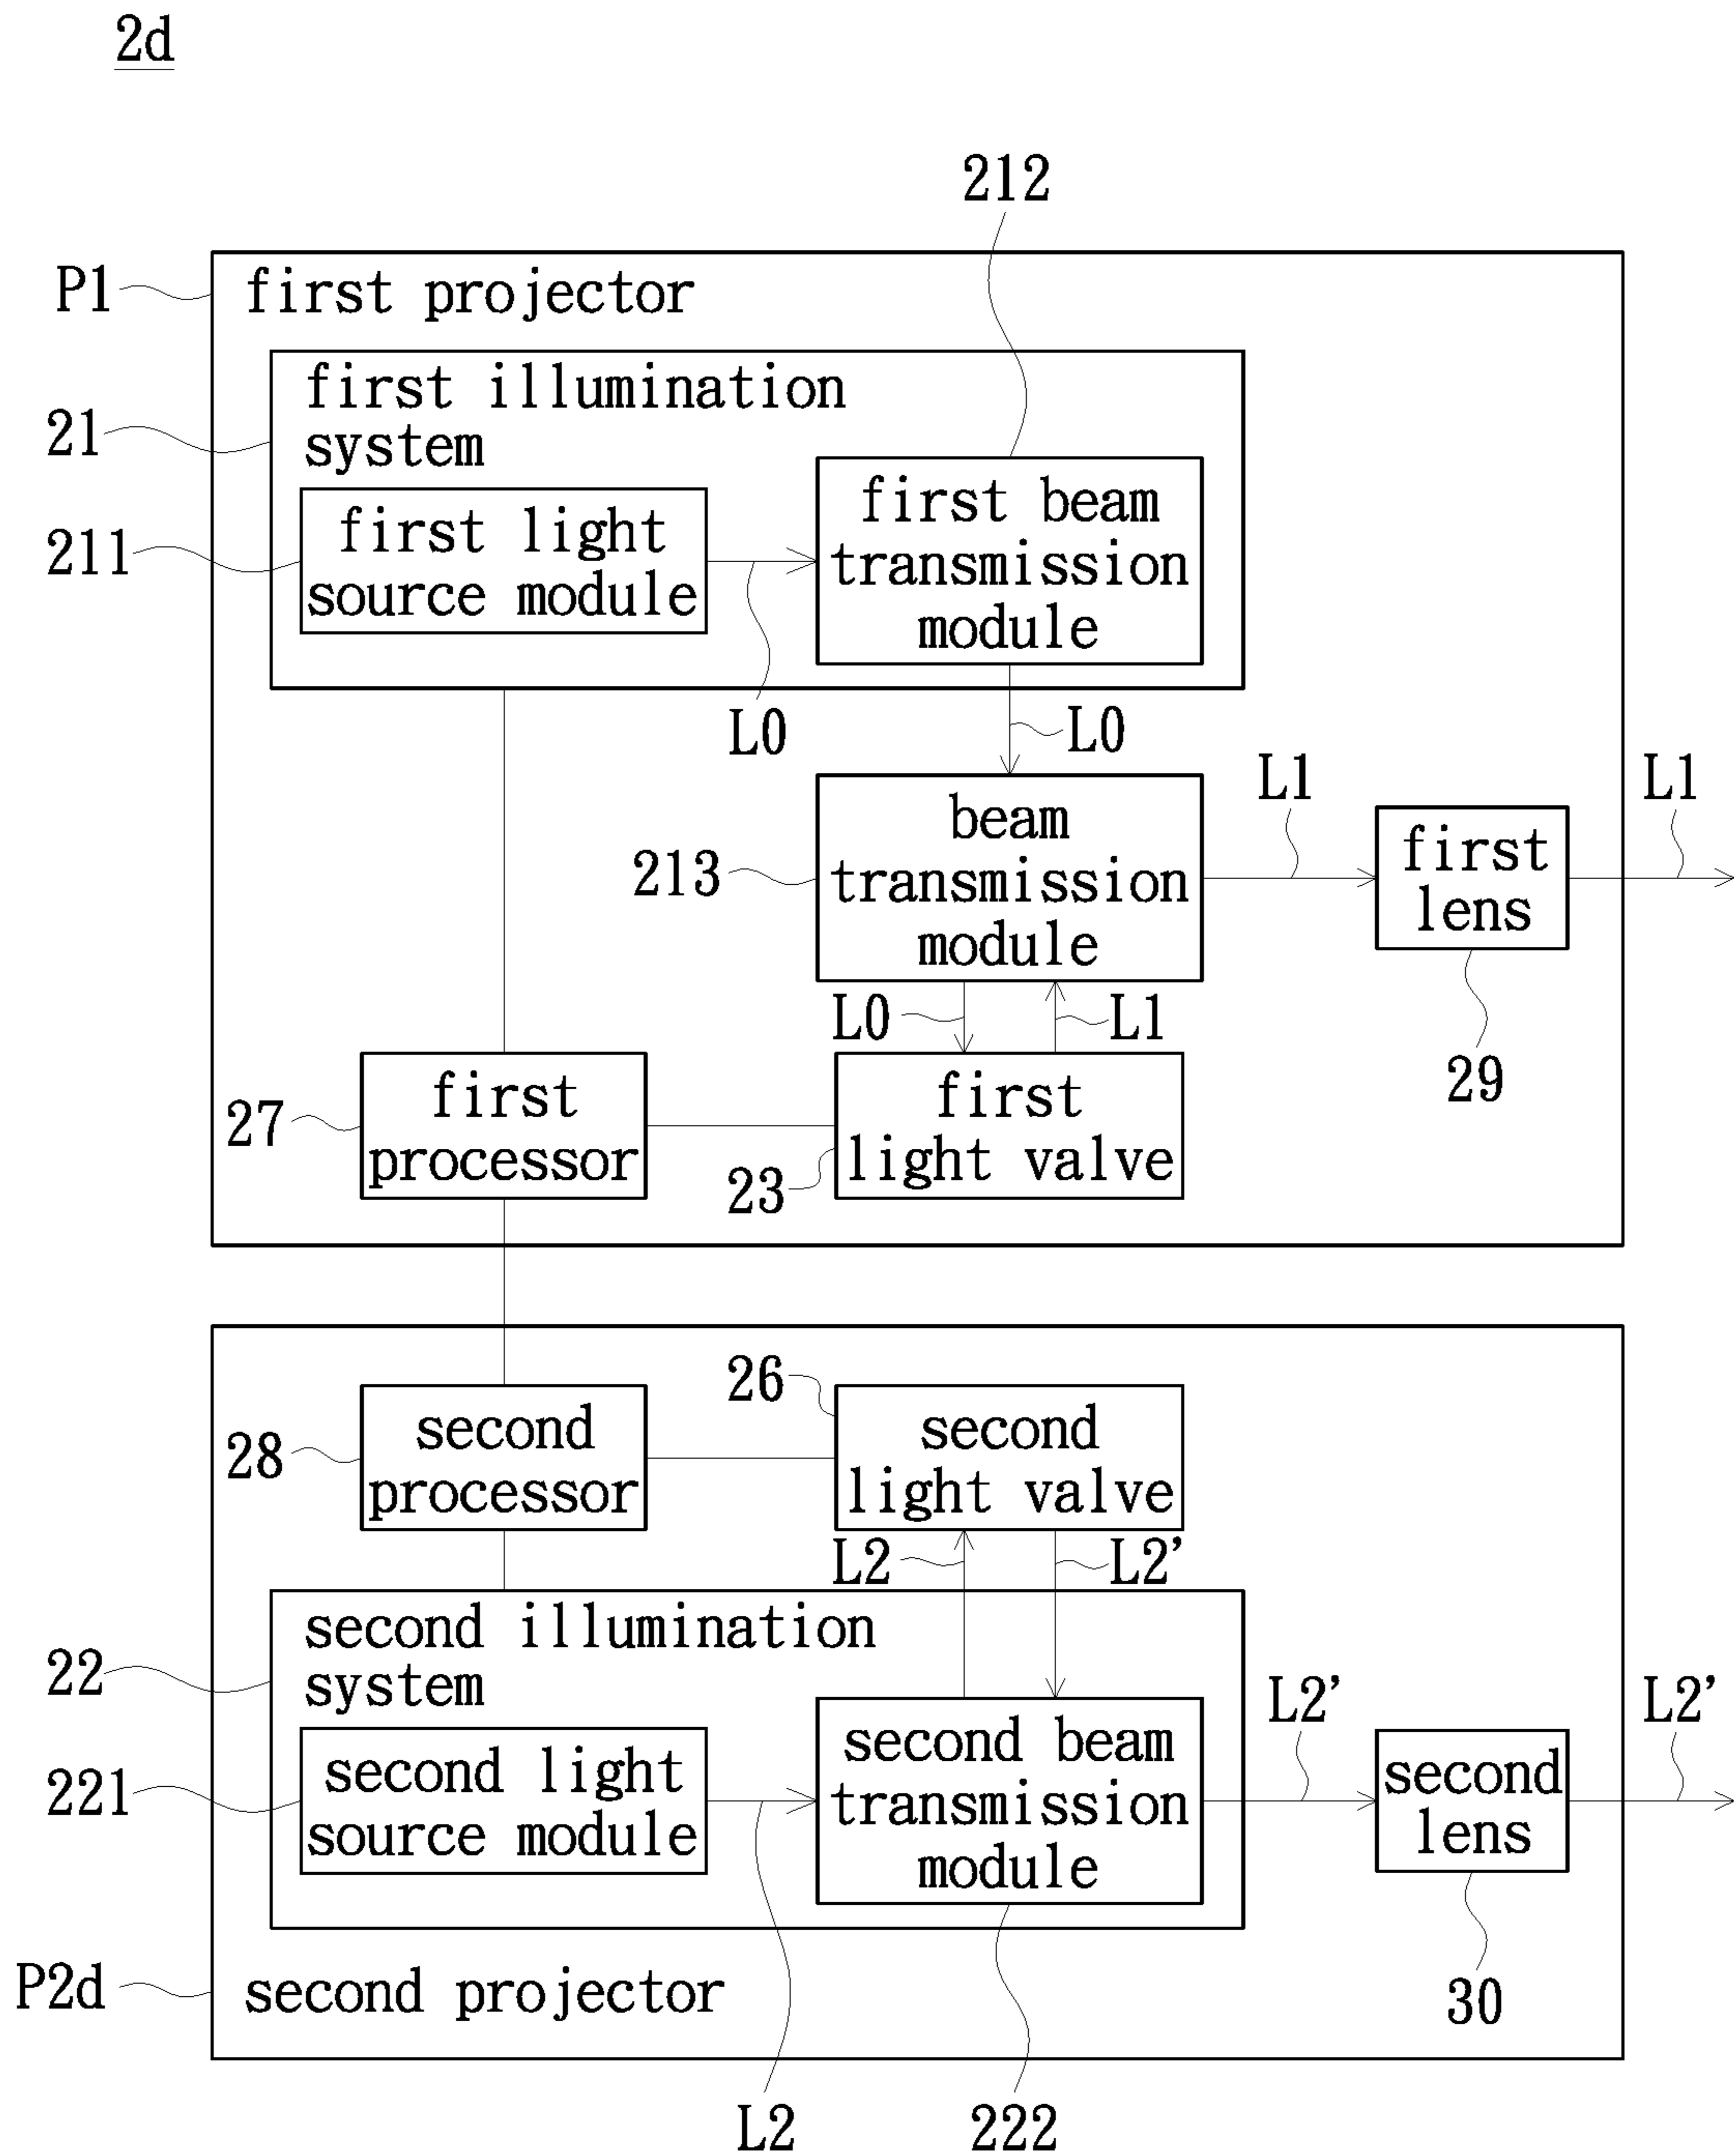 2d
212
P1
first projector
first illumination
system
21
first beam
transmission
module
first light
source module
211
L0
L0
beam
transmission
module
213
L1
L1
first
lens
29
L0
L1
first
processor
27
first
light valve
23
26
second
processor
28
second
light valve
L2
L2'
second illumination
system
22
second beam
transmission
module
second light
source module
221
L2'
L2'
second
lens
30
P2d
second projector
L2
222